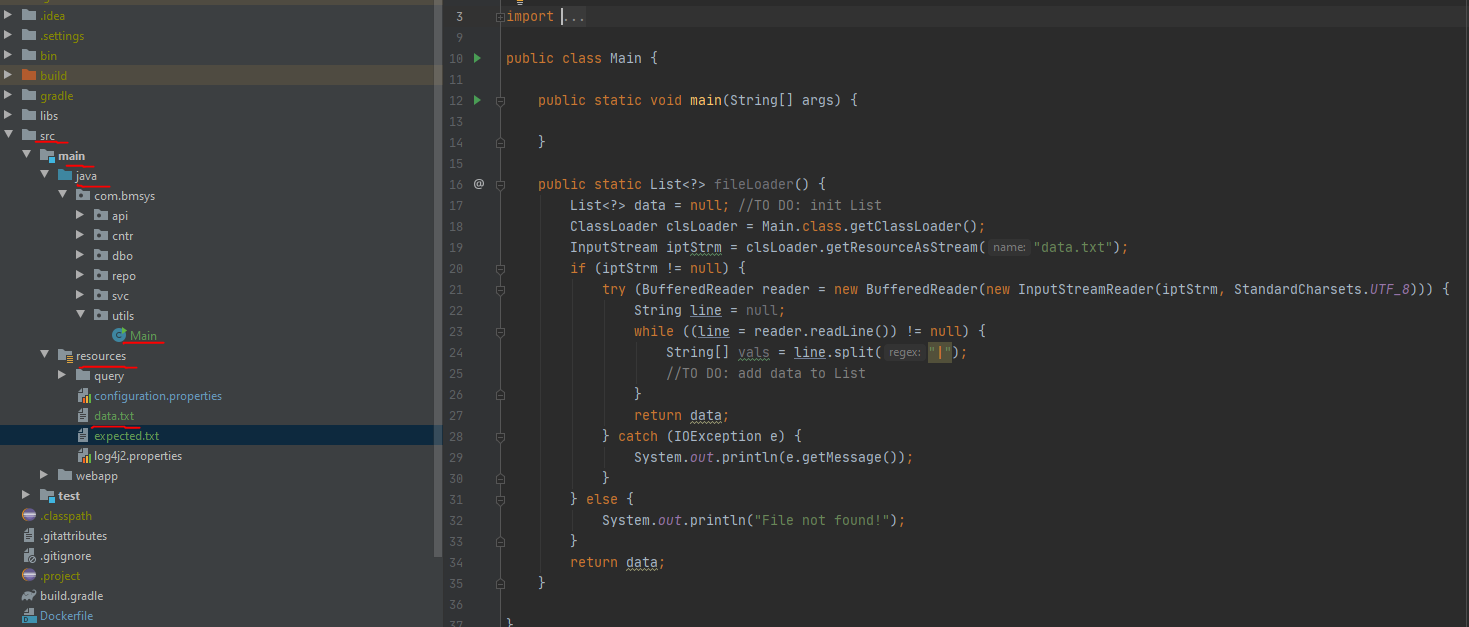 .idea
.settings
bin
build
gradle
libs
src
main
java
com.bmsys
api
cntr
dbo
repo
svc
utils
Main
resources
query
configuration.properties
data.txt
expected.txt
log4j2.properties
webapp
test
.classpath
.gitattributes
.gitignore
.project
build.gradle
Dockerfile
3 import ...
9
10 public class Main {
11
12 public static void main(String[] args) {
13
14 }
15
16 @ public static List<?> fileLoader() {
17 List<?> data = null; //TO DO: init List
18 ClassLoader clsLoader = Main.class.getClassLoader();
19 InputStream iptStrm = clsLoader.getResourceAsStream( name: "data.txt");
20 if (iptStrm != null) {
21 try (BufferedReader reader = new BufferedReader(new InputStreamReader(iptStrm, StandardCharsets.UTF_8))) {
22 String line = null;
23 while ((line = reader.readLine()) != null) {
24 String[] vals = line.split( regex: "|");
25 //TO DO: add data to List
26 }
27 return data;
28 } catch (IOException e) {
29 System.out.println(e.getMessage());
30 }
31 } else {
32 System.out.println("File not found!");
33 }
34 return data;
35 }
36
37 }